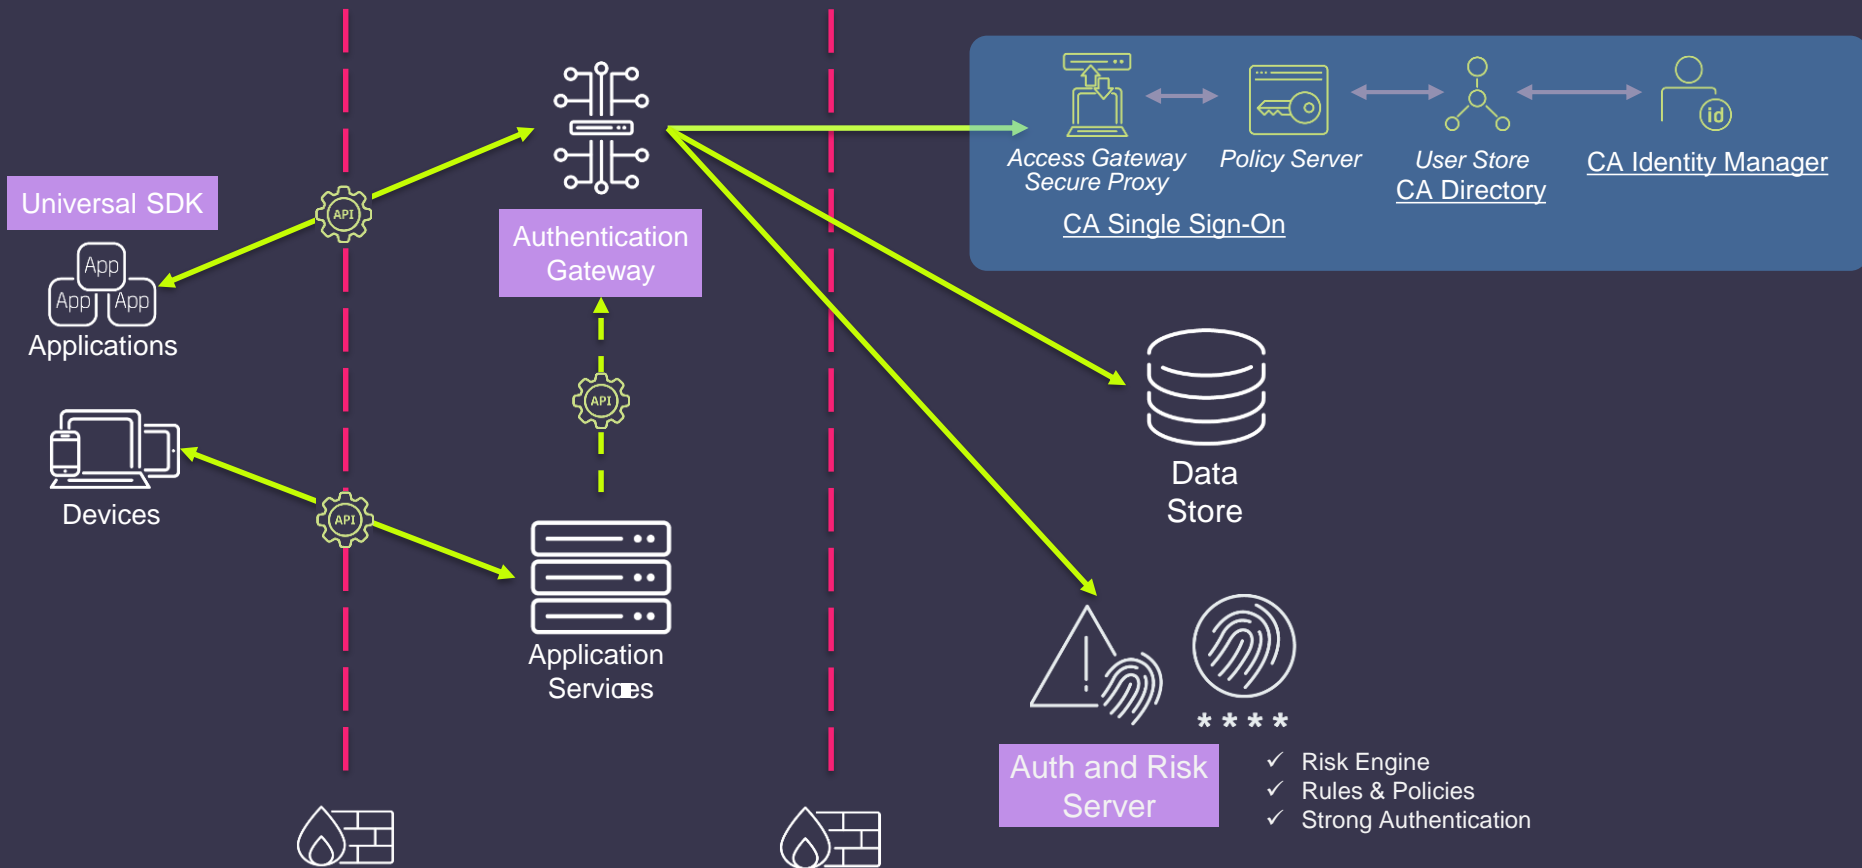 Universal SDK
App
App
App
Applications
Devices
API
API
Authentication
Gateway
API
Application
Services
Access Gateway
Secure Proxy
CA Single Sign-On
Policy Server
User Store
CA Directory
id
CA Identity Manager
Data
Store
* * * *
Auth and Risk
Server
✓ Risk Engine
✓ Rules & Policies
✓ Strong Authentication